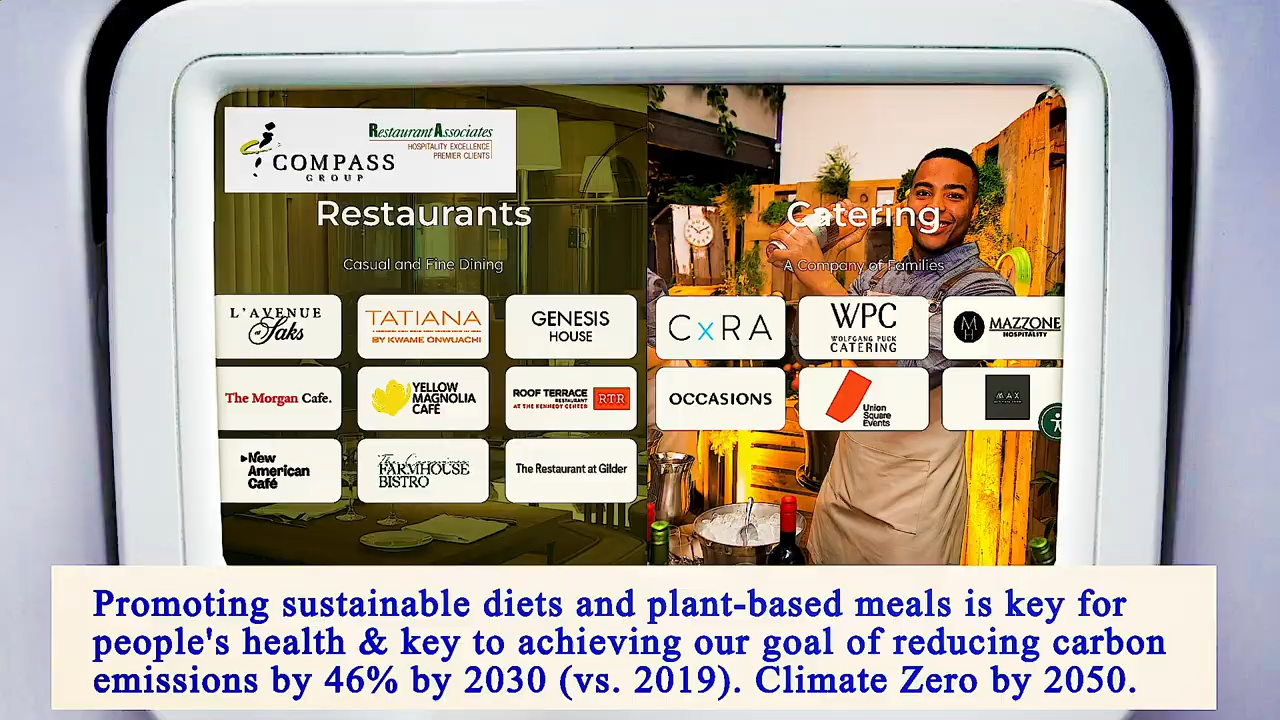 COMPASS
GROUP
Restaurant Associates
HOSPITALITY EXCELLENCE
PREMIER CLIENTS
Restaurants
Casual and Fine Dining
L'AVENUE
at Saks
TATIANA
BY KWAME ONWUACHI
GENESIS
HOUSE
The Morgan Cafe.
YELLOW
MAGNOLIA
CAFÉ
ROOF TERRACE
RESTAURANT
AT THE KENNEDY CENTER
RTR
New
American
Café
FARMHOUSE
BISTRO
The Restaurant at Gilder
Catering
A Company of Families
CxRA
WPC
WOLFGANG PUCK
CATERING
MH
MAZZONE
HOSPITALITY
OCCASIONS
Union
Square
Events
MAX
Promoting sustainable diets and plant-based meals is key for
people's health & key to achieving our goal of reducing carbon
emissions by 46% by 2030 (vs. 2019). Climate Zero by 2050.